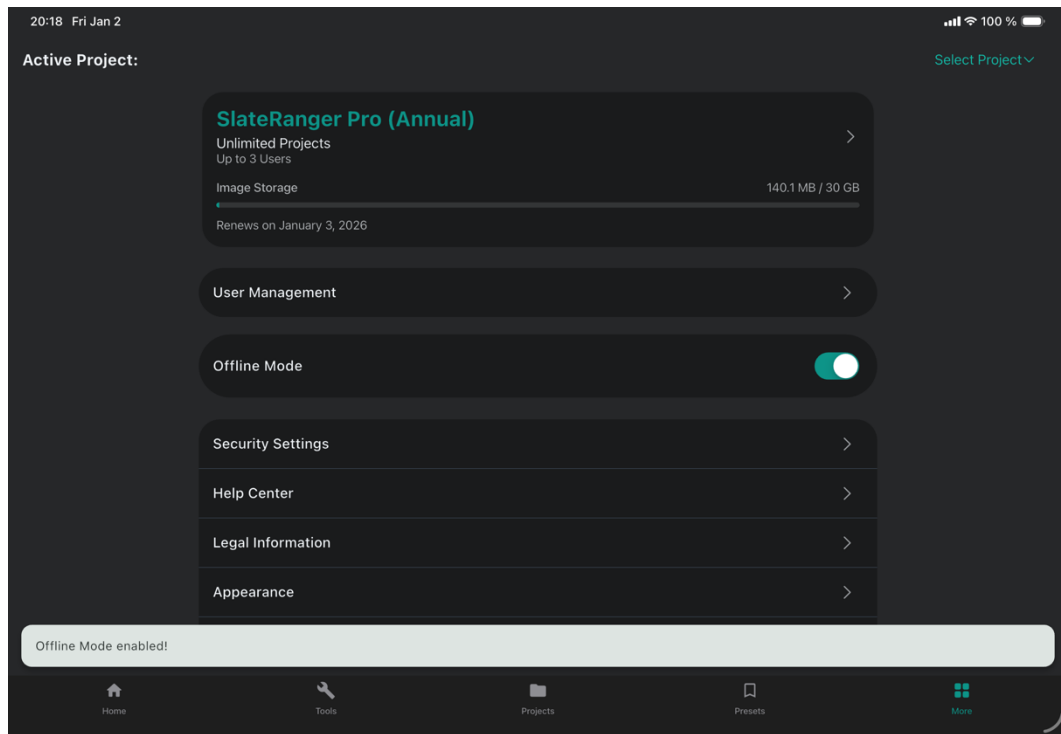 20:18 Fri Jan 2
100 %
Active Project:
Select Project
SlateRanger Pro (Annual)
Unlimited Projects
Up to 3 Users
Image Storage
140.1 MB / 30 GB
Renews on January 3, 2026
User Management
Offline Mode
Security Settings
Help Center
Legal Information
Appearance
Offline Mode enabled!
Home
Tools
Projects
Presets
More